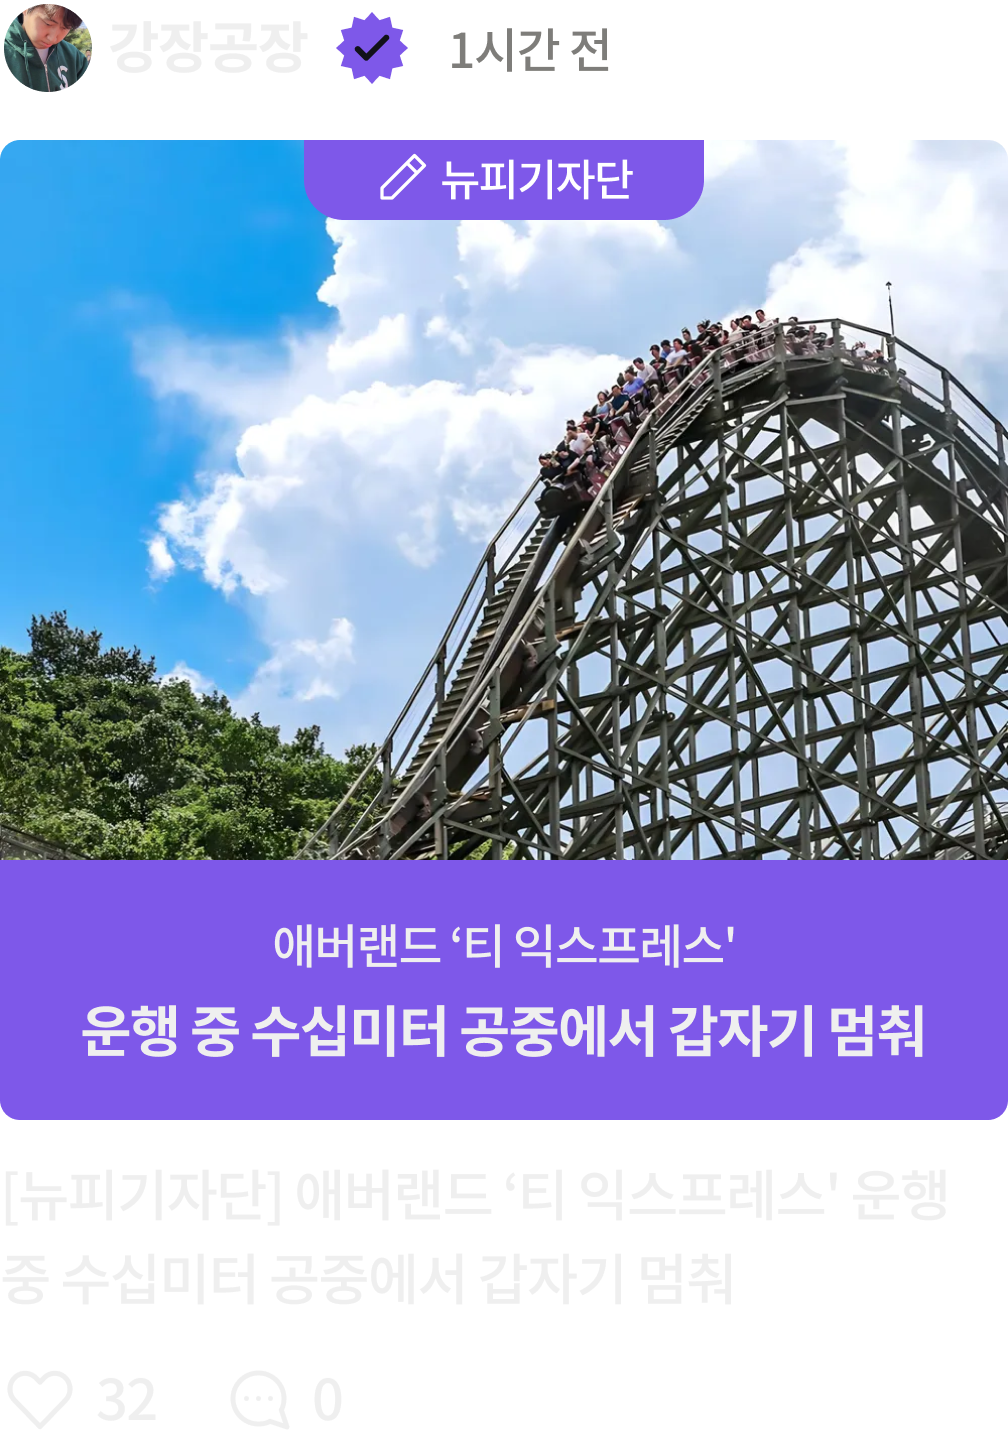 강장공장 1시간 전
뉴피기자단
애버랜드 ‘티 익스프레스'
운행 중 수십미터 공중에서 갑자기 멈춰
[뉴피기자단] 애버랜드 ‘티 익스프레스' 운행
중 수십미터 공중에서 갑자기 멈춰
32 0